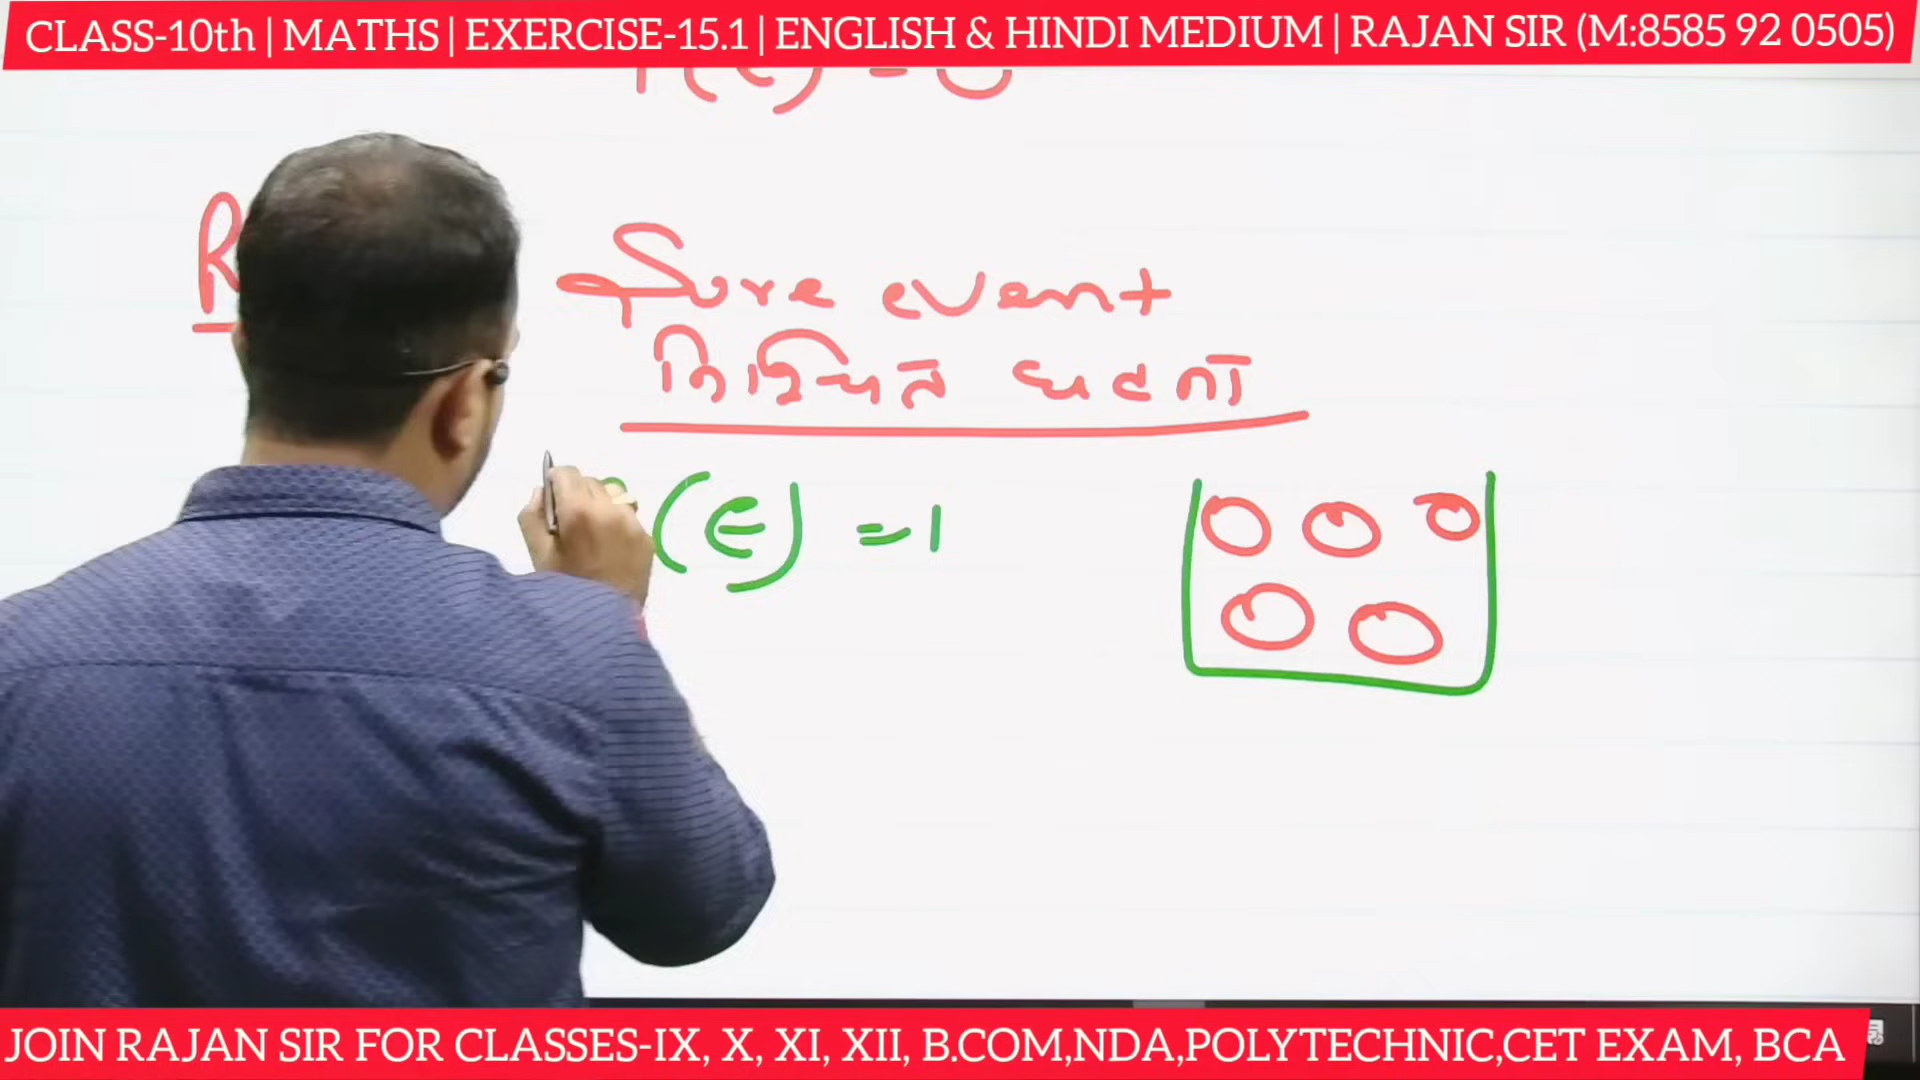 CLASS-10th | MATHS | EXERCISE-15.1 | ENGLISH & HINDI MEDIUM | RAJAN SIR (M:8585 92 0505)
P(E) = 0
R
Sure event
निश्चित घटना
P(E) = 1
JOIN RAJAN SIR FOR CLASSES-IX, X, XI, XII, B.COM,NDA,POLYTECHNIC,CET EXAM, BCA